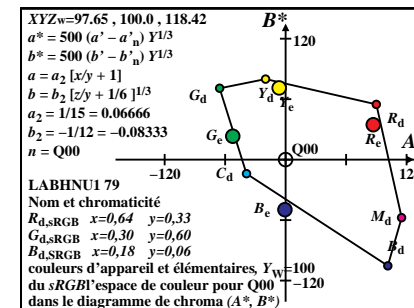 XYZw=97.65, 100.0, 118.42
a* = 500 (a' - a'n) Y1/3
b* = 500 (b' - b'n) Y1/3
a = a2 [x/y + 1]
b = b2 [z/y + 1/6 ]1/3
a2 = 1/15 = 0.06666
b2 = −1/12 = −0.08333
n = Q00
B*
120
Gd
Yd
Ye
Rd
Re
Ge
Q00
A
−120
12
Cd
Be
Md
Bd
−120
LABHNU1 79
Nom et chromaticité
Rd,sRGB x=0,64 y=0,33
Gd,sRGB x=0,30 y=0,60
Bd,SRGB x=0,18 y=0,06
couleurs d'appareil et élémentaires, YW=100
du sRGBl'espace de couleur pour Q00
dans le diagramme de chroma (A*, B*)